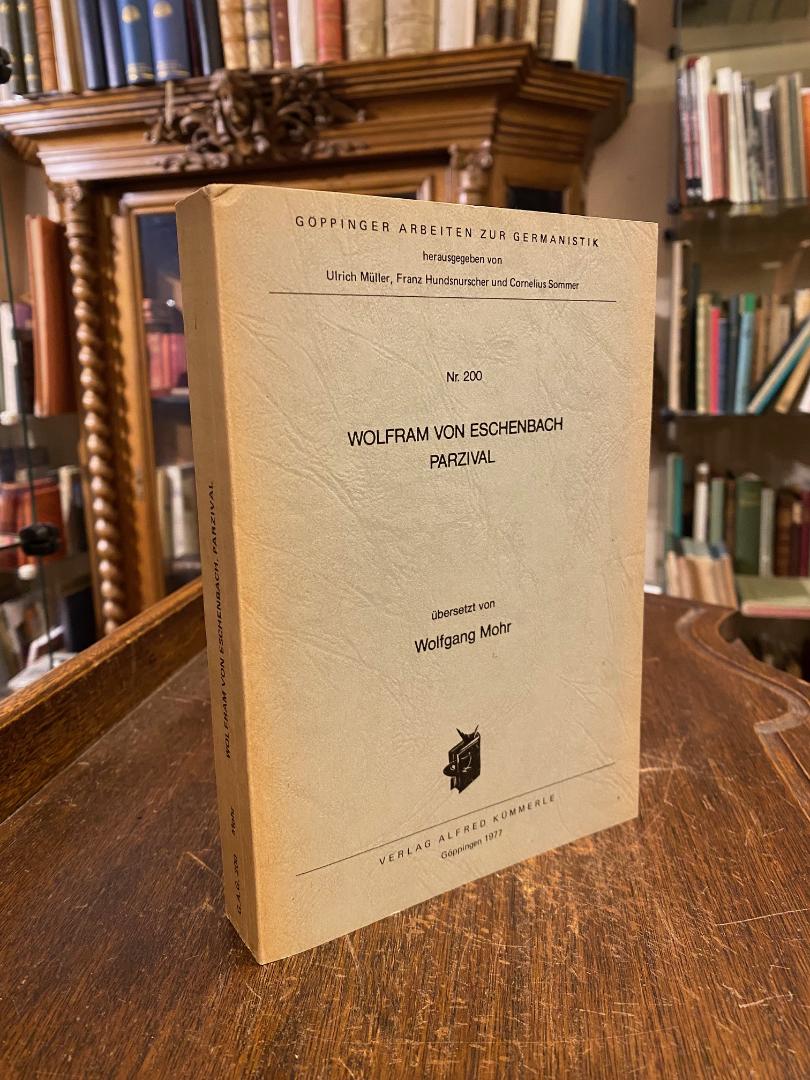 GÖPPINGER ARBEITEN ZUR GERMANISTIK
herausgegeben von
Ulrich Müller, Franz Hundsnurscher und Cornelius Sommer
Nr. 200
WOLFRAM VON ESCHENBACH
PARZIVAL
übersetzt von
Wolfgang Mohr
VERLAG ALFRED KÜMMERLE
Göppingen 1977
WOLFRAM VON ESCHENBACH, PARZIVAL
Mohr
G.A.G. 200